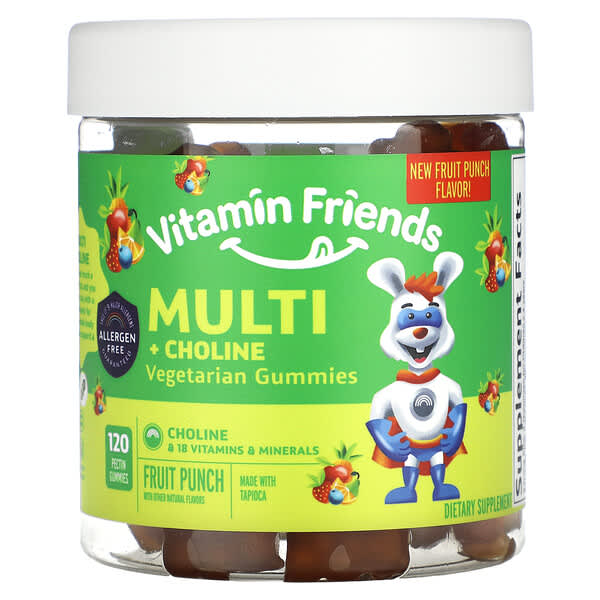 NEW FRUIT PUNCH
FLAVOR!
Vitamin Friends
MULTI
+ CHOLINE
Vegetarian Gummies
ALLERGEN
FREE
GUARANTEED
120
PECTIN
GUMMIES
CHOLINE
& 18 VITAMINS & MINERALS
FRUIT PUNCH
WITH OTHER NATURAL FLAVORS
MADE WITH
TAPIOCA
DIETARY SUPPLEMENT
Supplement Facts